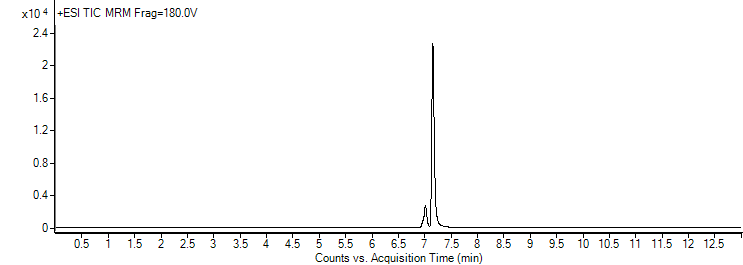 x10 4 +ESI TIC MRM Frag=180.0V
2.4
2
1.6
1.2
0.8
0.4
0
0.5 1 1.5 2 2.5 3 3.5 4 4.5 5 5.5 6 6.5 7 7.5 8 8.5 9 9.5 10 10.5 11 11.5 12 12.5
Counts vs. Acquisition Time (min)